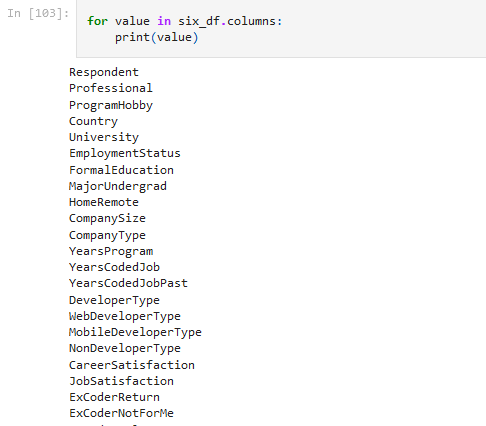 In [103]:
for value in six_df.columns:
print(value)
Respondent
Professional
ProgramHobby
Country
University
EmploymentStatus
FormalEducation
MajorUndergrad
HomeRemote
CompanySize
CompanyType
YearsProgram
YearsCodedJob
YearsCodedJobPast
DeveloperType
WebDeveloperType
MobileDeveloperType
NonDeveloperType
CareerSatisfaction
JobSatisfaction
ExCoderReturn
ExCoderNotForMe